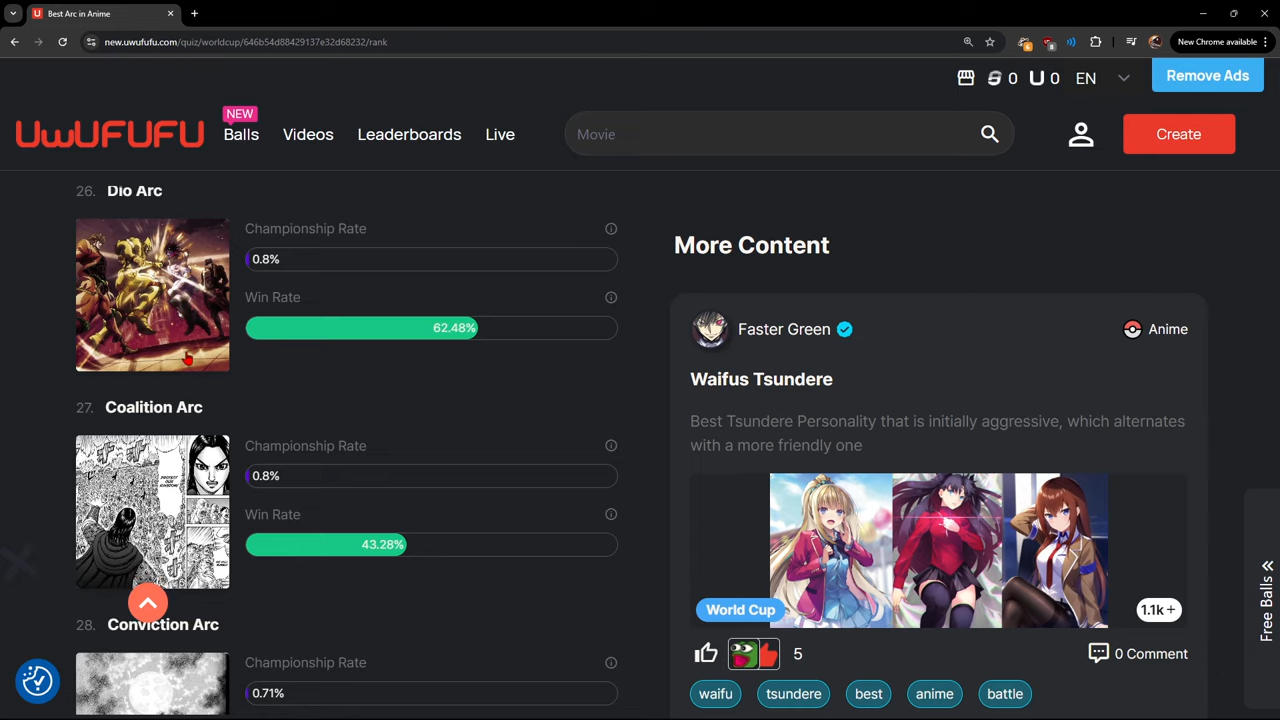 Best Arc in Anime
new.uwufufu.com/quiz/worldcup/646b54d88429137e32d68232/rank
New Chrome available
0 0 EN
Remove Ads
UwUFUFU
NEW
Balls
Videos
Leaderboards
Live
Movie
Create
26. Dio Arc
Championship Rate
0.8%
Win Rate
62.48%
27. Coalition Arc
Championship Rate
0.8%
Win Rate
43.28%
28. Conviction Arc
Championship Rate
0.71%
More Content
Faster Green
Anime
Waifus Tsundere
Best Tsundere Personality that is initially aggressive, which alternates
with a more friendly one
World Cup
1.1k+
5
0 Comment
waifu
tsundere
best
anime
battle
Free Balls